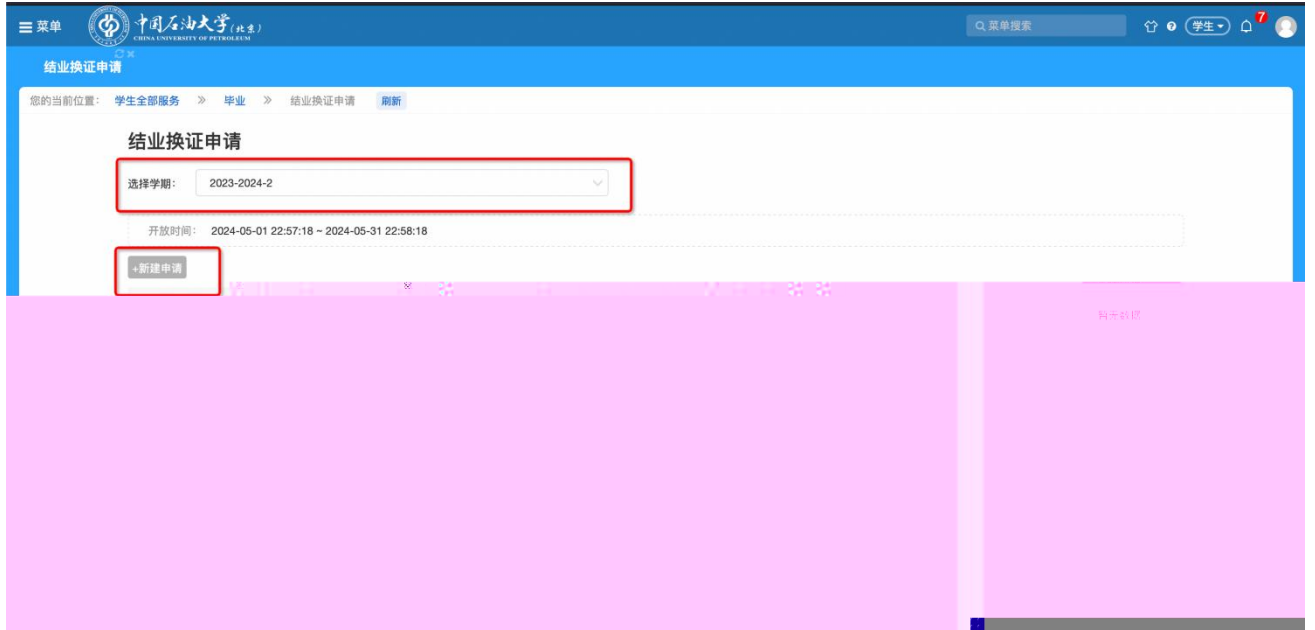 菜单 中国石油大学(北京) 菜单搜索 学生 7
CHINA UNIVERSITY OF PETROLEUM
结业换证申请
您的当前位置: 学生全部服务 » 毕业 » 结业换证申请 刷新
结业换证申请
选择学期: 2023-2024-2
开放时间: 2024-05-01 22:57:18 ~ 2024-05-31 22:58:18
+新建申请
暂无数据